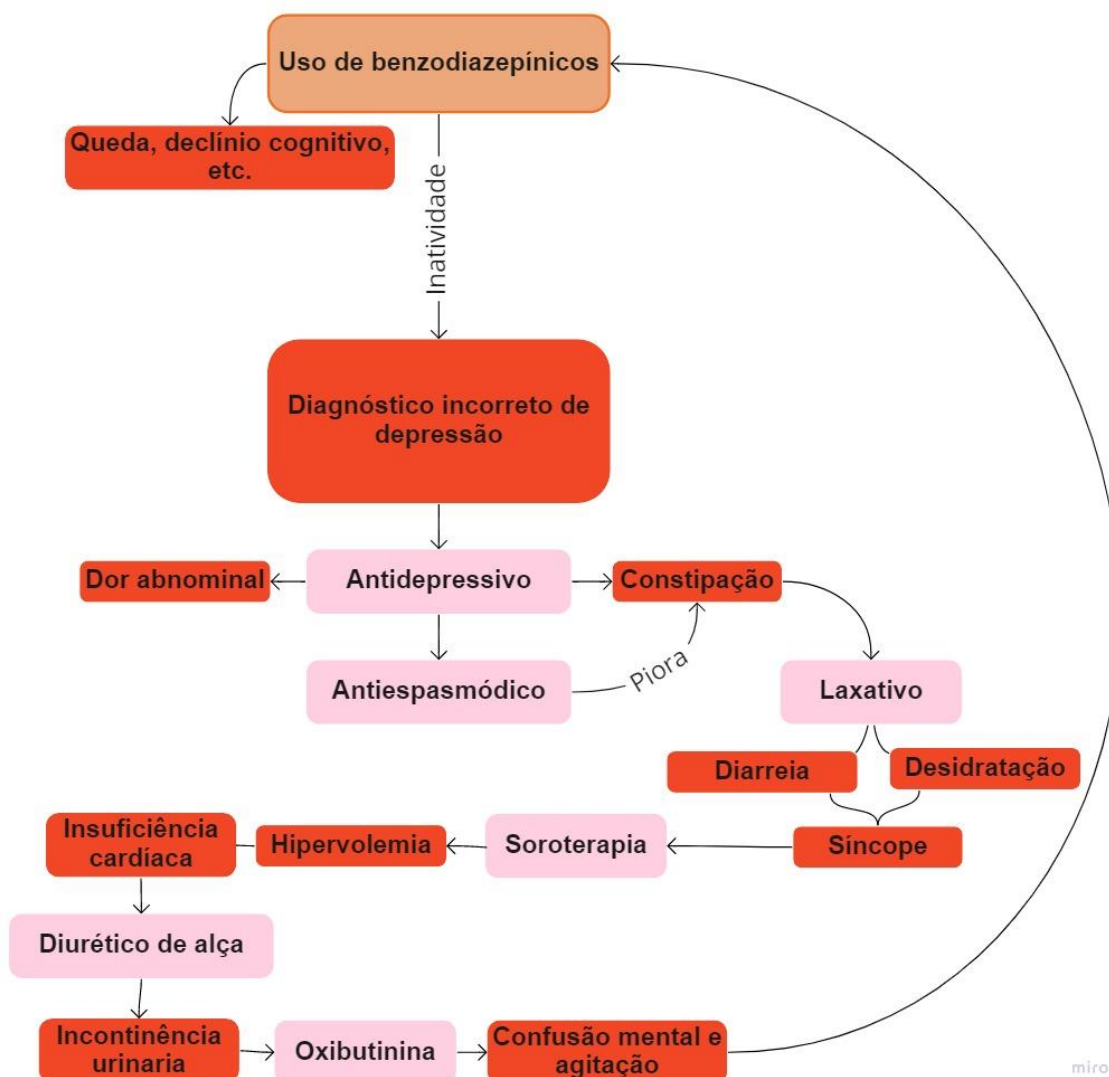 Uso de benzodiazepínicos
Queda, declínio cognitivo,
etc.
Inatividade
Diagnóstico incorreto de
depressão
Dor abnominal
Antidepressivo
Constipação
Antiespasmódico
Piora
Laxativo
Diarreia
Desidratação
Síncope
Soroterapia
Hipervolemia
Insuficiência
cardíaca
Diurético de alça
Incontinência
urinaria
Oxibutinina
Confusão mental e
agitação
miro